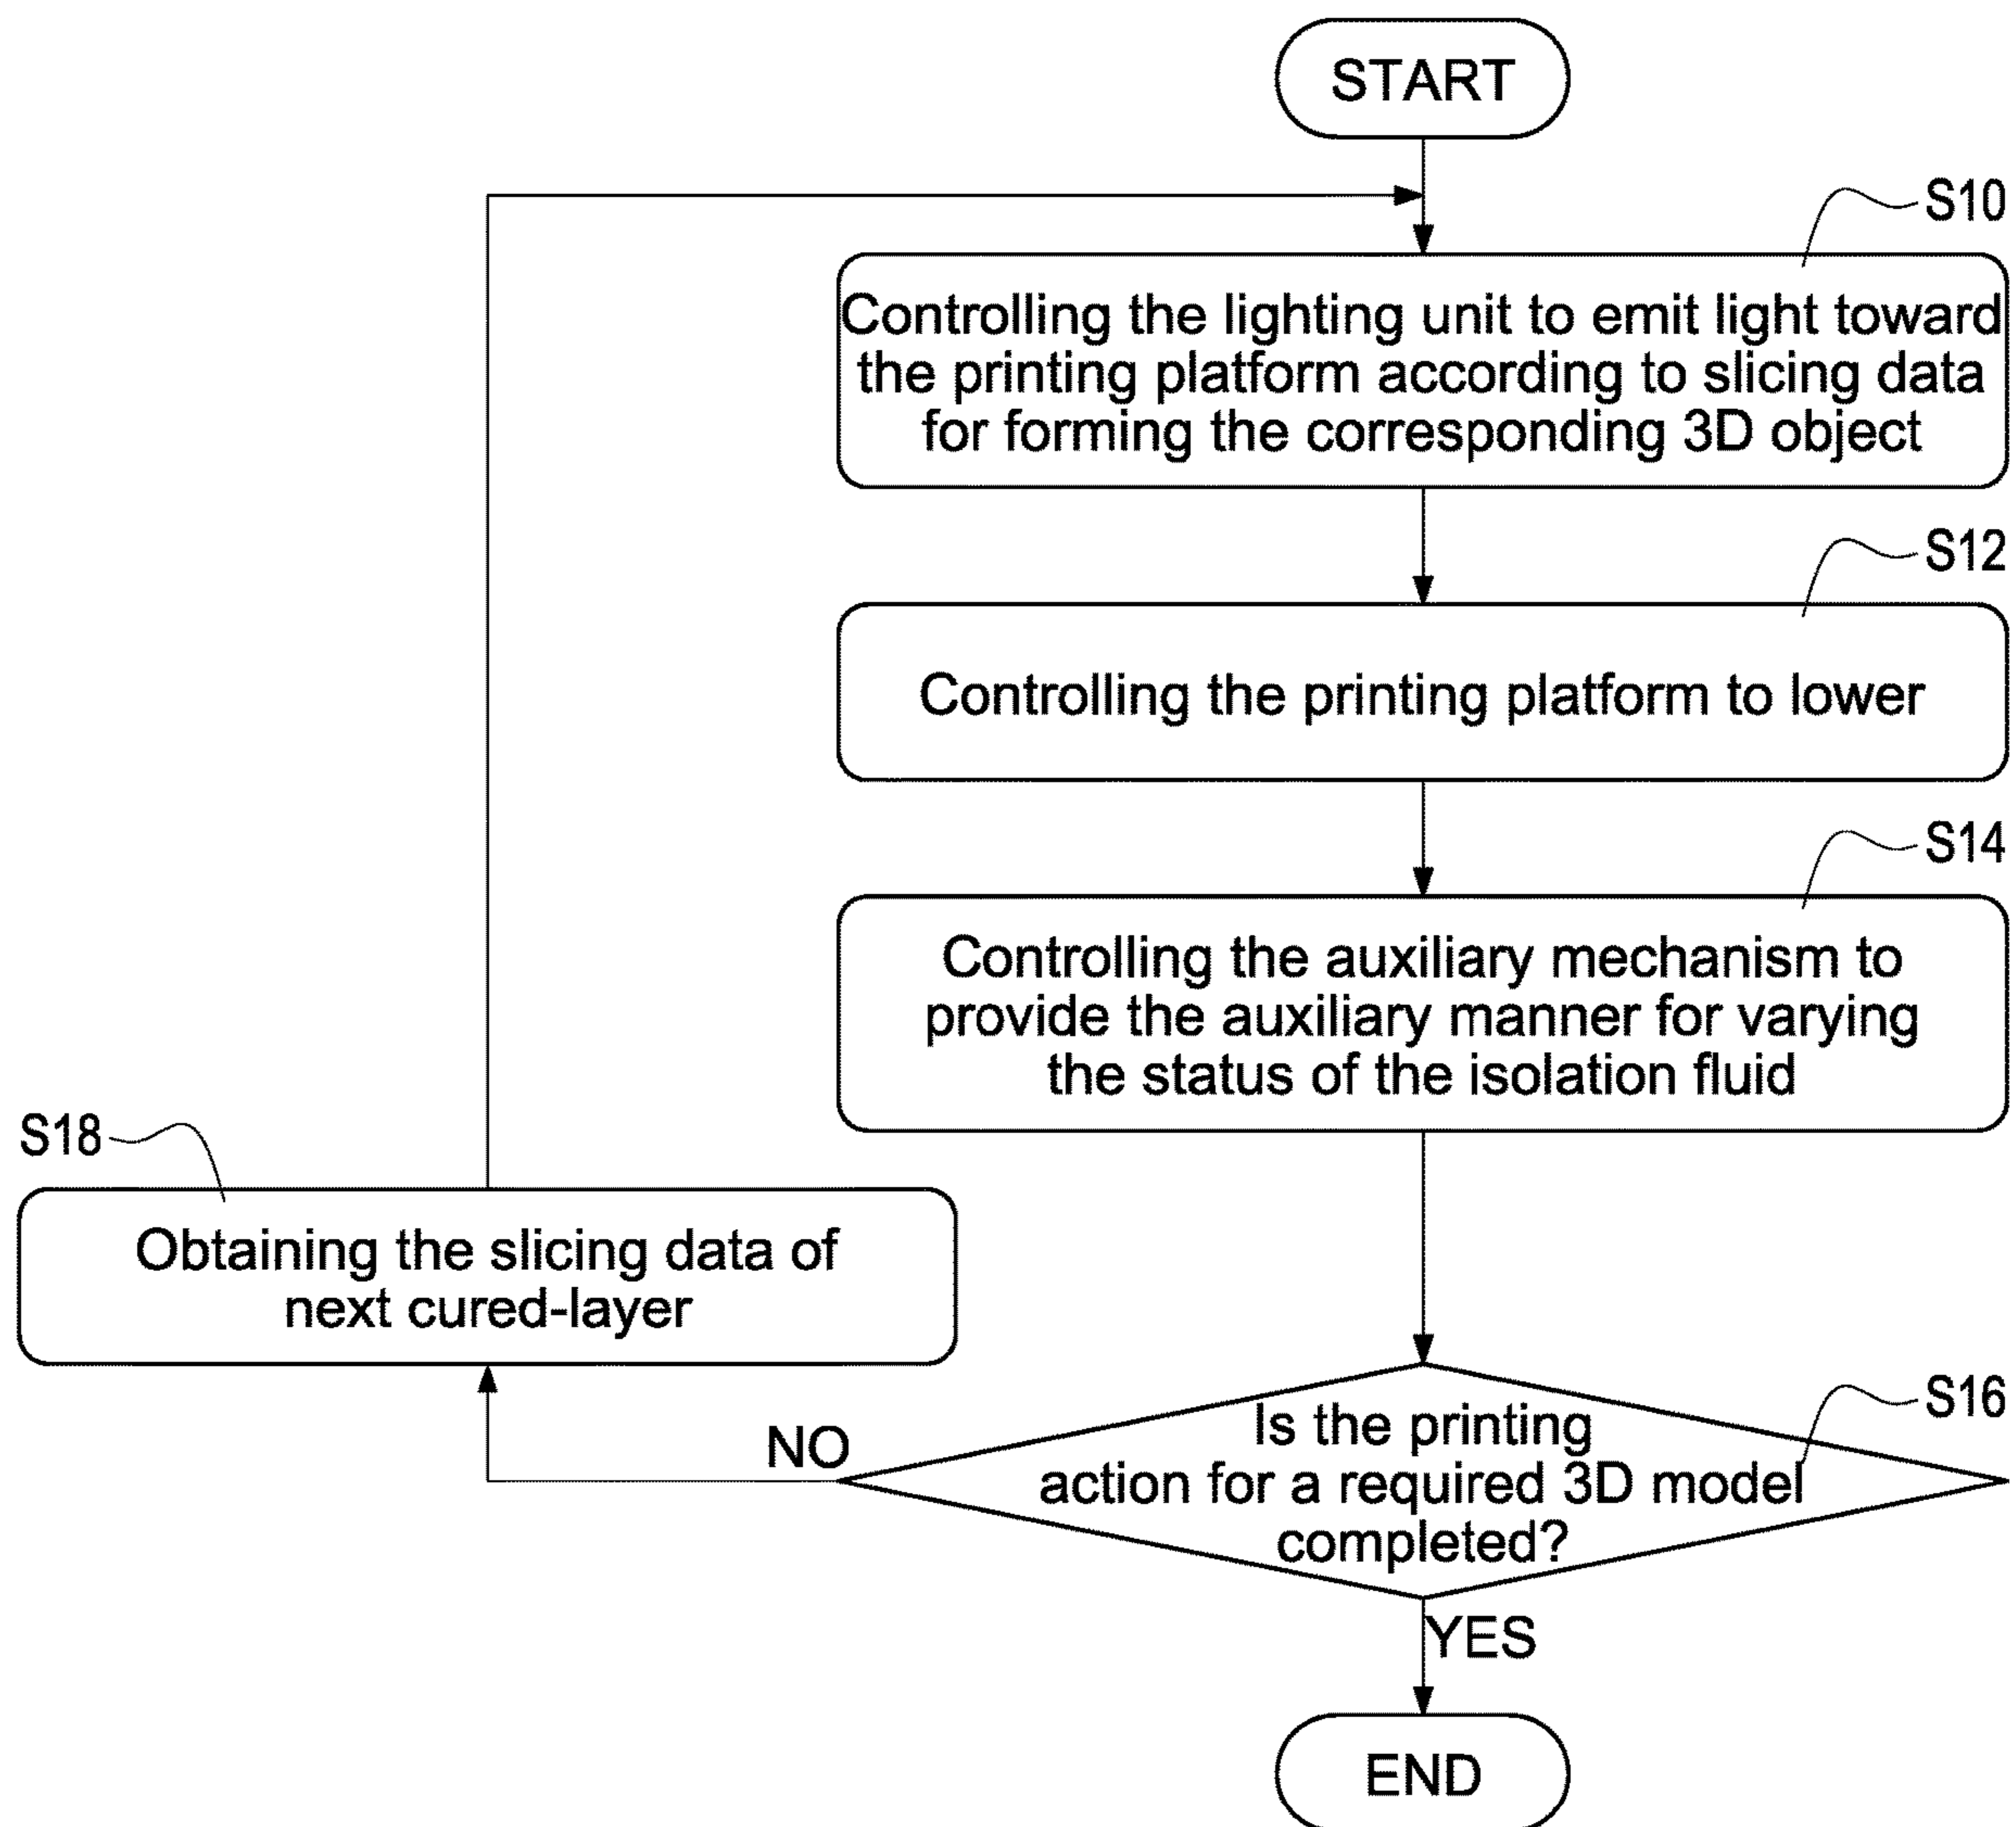 START
S10
Controlling the lighting unit to emit light toward
the printing platform according to slicing data
for forming the corresponding 3D object
S12
Controlling the printing platform to lower
S14
Controlling the auxiliary mechanism to
provide the auxiliary manner for varying
the status of the isolation fluid
S18
Obtaining the slicing data of
next cured-layer
S16
Is the printing
action for a required 3D model
completed?
NO
YES
END